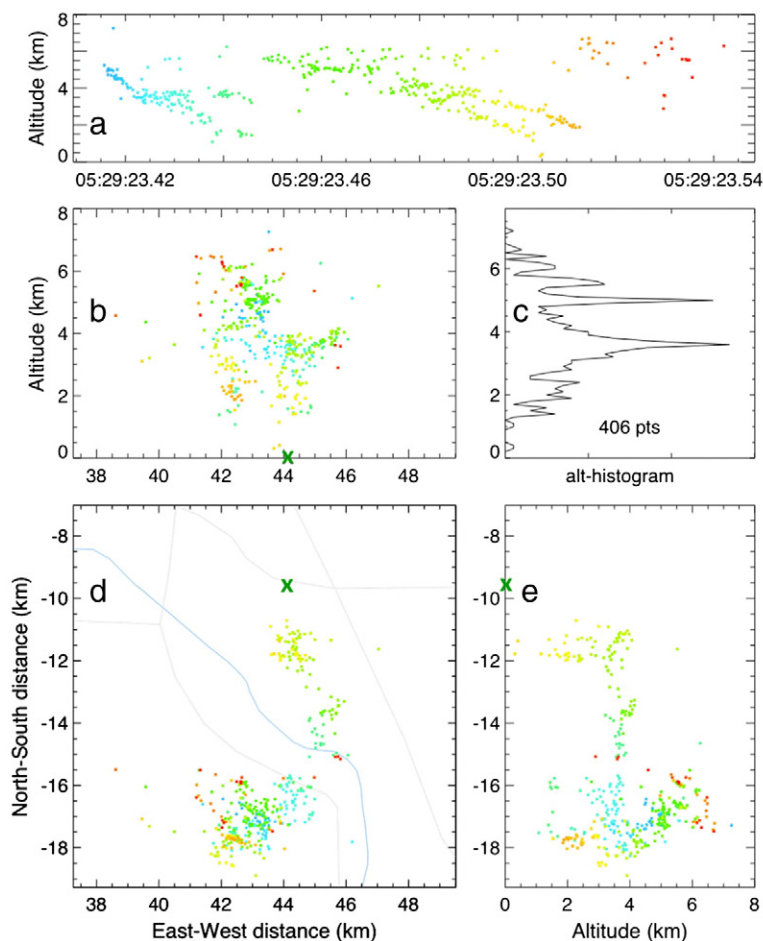 8
Altitude (km)
4
0
a
05:29:23.42 05:29:23.46 05:29:23.50 05:29:23.54
8
6
Altitude (km)
4
2
0
b
X
38 40 42 44 46 48
6
4
2
c
406 pts
alt-histogram
-8
-10
-12
-14
-16
-18
North-South distance (km)
d
X
38 40 42 44 46 48
East-West distance (km)
-8
-10
-12
-14
-16
-18
X
e
0 2 4 6 8
Altitude (km)